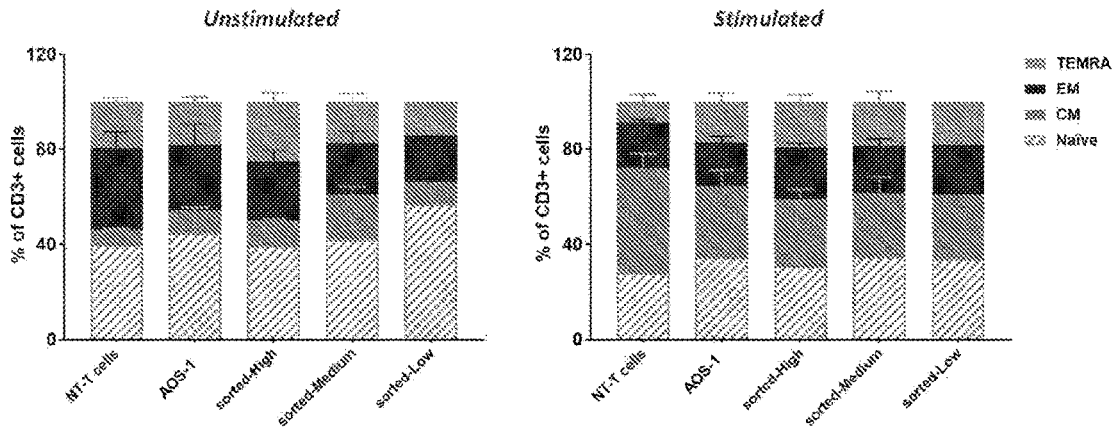 Unstimulated
% of CD3+ cells
120
80
40
0
NT-T cells
AOS-1
sorted-High
sorted-Medium
sorted-Low
Stimulated
% of CD3+ cells
120
80
40
0
NT-T cells
AOS-1
sorted-High
sorted-Medium
sorted-Low
TEMRA
EM
CM
Naïve